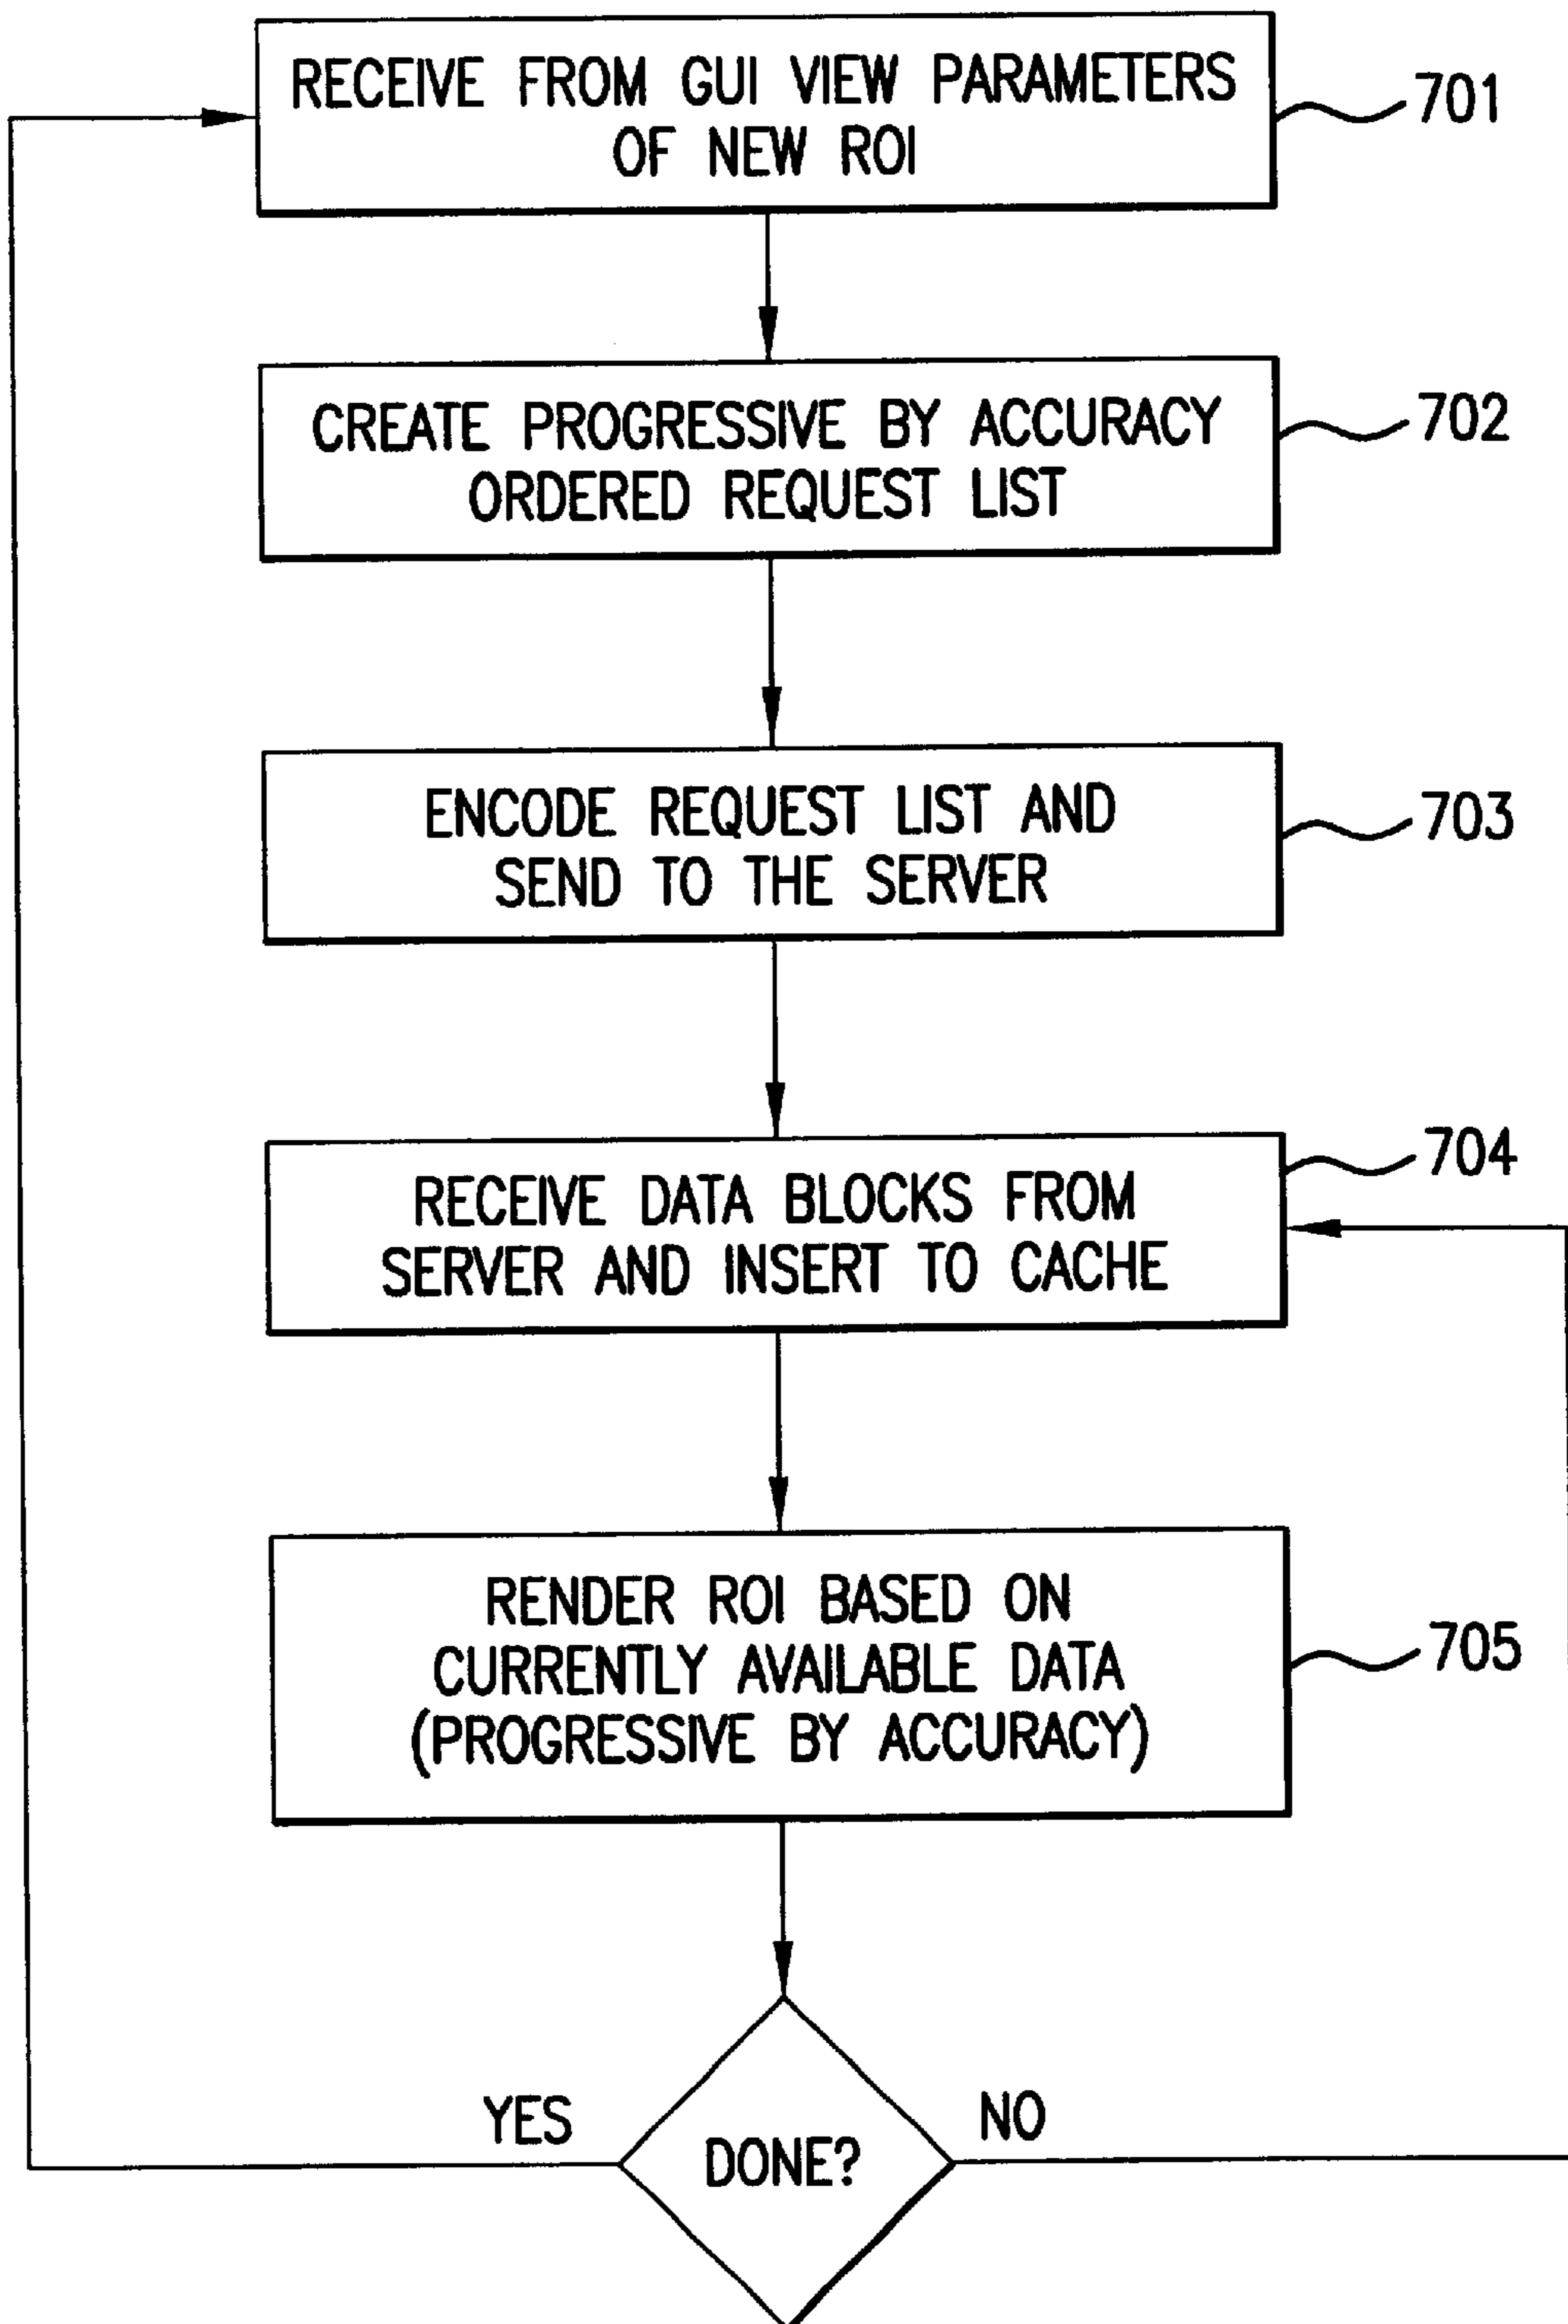 RECEIVE FROM GUI VIEW PARAMETERS
OF NEW ROI
701
CREATE PROGRESSIVE BY ACCURACY
ORDERED REQUEST LIST
702
ENCODE REQUEST LIST AND
SEND TO THE SERVER
703
RECEIVE DATA BLOCKS FROM
SERVER AND INSERT TO CACHE
704
RENDER ROI BASED ON
CURRENTLY AVAILABLE DATA
(PROGRESSIVE BY ACCURACY)
705
YES
DONE?
NO